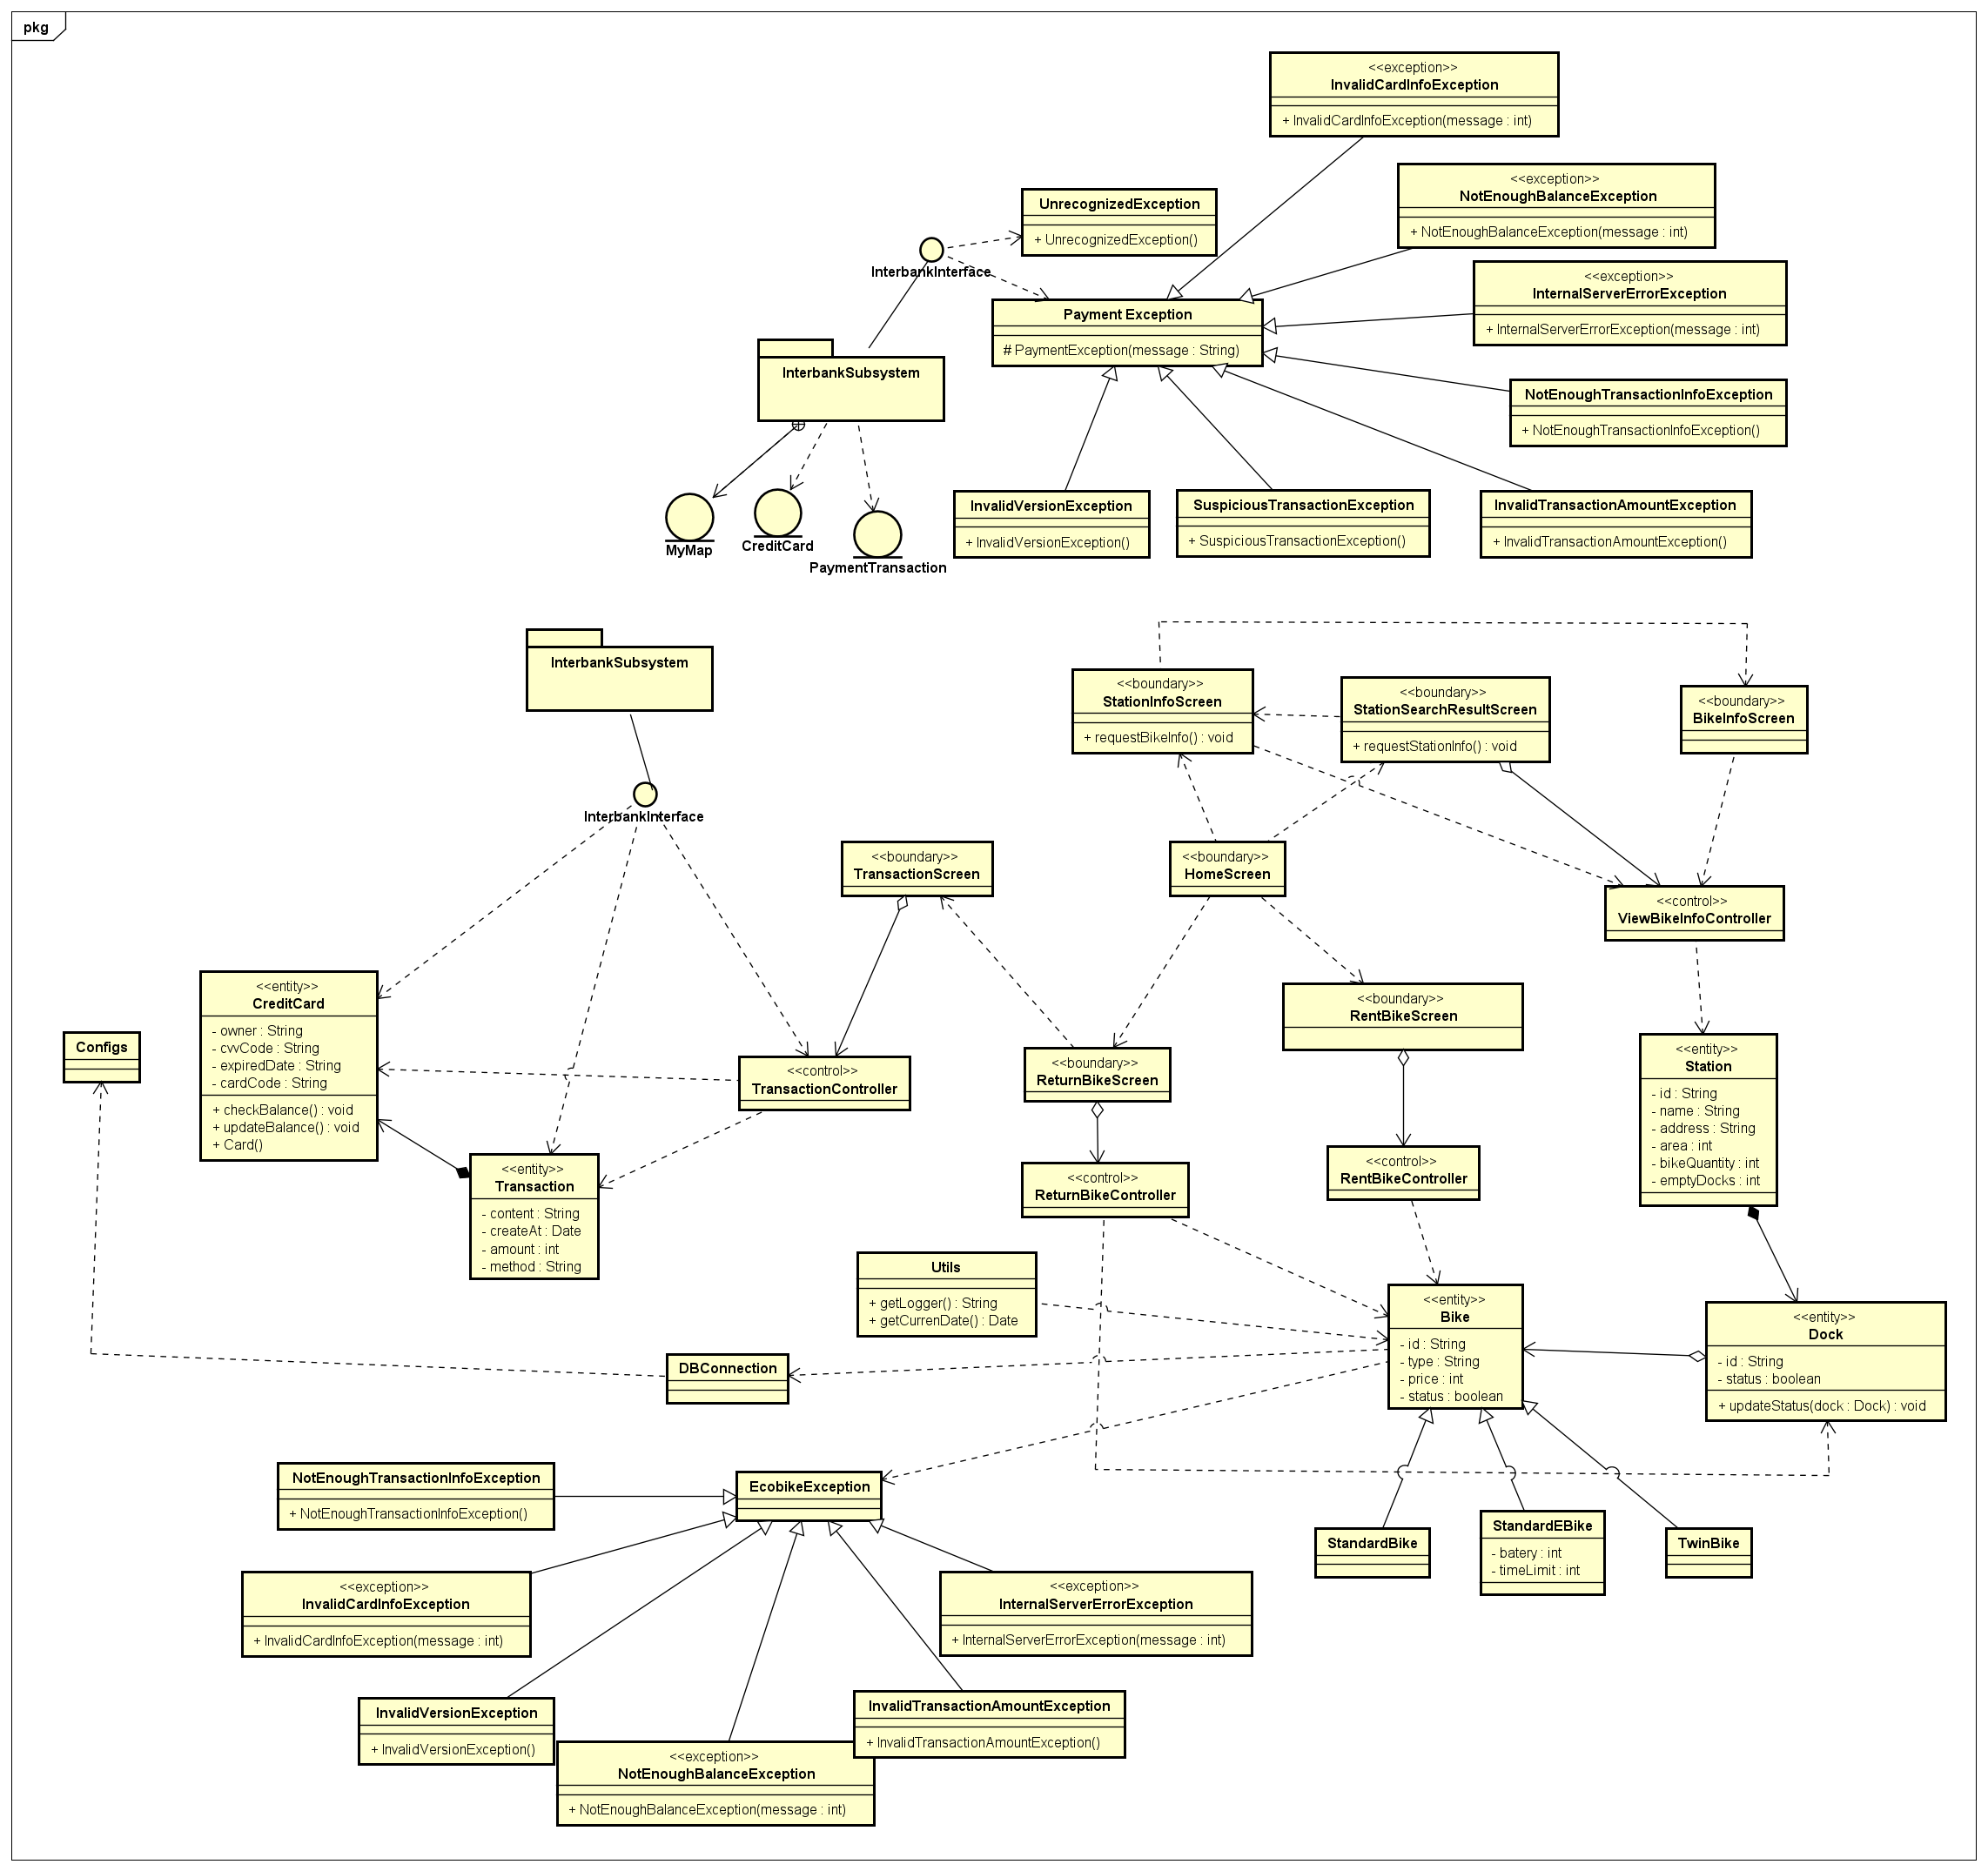 pkg
<<exception>>
InvalidCardInfoException
+ InvalidCardInfoException(message : int)
<<exception>>
NotEnoughBalanceException
+ NotEnoughBalanceException(message : int)
UnrecognizedException
+ UnrecognizedException()
InterbankInterface
<<exception>>
InternalServerErrorException
+ InternalServerErrorException(message : int)
Payment Exception
# PaymentException(message : String)
InterbankSubsystem
NotEnoughTransactionInfoException
+ NotEnoughTransactionInfoException()
InvalidVersionException
+ InvalidVersionException()
SuspiciousTransactionException
+ SuspiciousTransactionException()
InvalidTransactionAmountException
+ InvalidTransactionAmountException()
MyMap
CreditCard
PaymentTransaction
InterbankSubsystem
InterbankInterface
<<boundary>>
StationInfoScreen
+ requestBikeInfo() : void
<<boundary>>
StationSearchResultScreen
+ requestStationInfo() : void
<<boundary>>
BikeInfoScreen
<<boundary>>
TransactionScreen
<<boundary>>
HomeScreen
<<control>>
ViewBikeInfoController
<<entity>>
CreditCard
- owner : String
- cvvCode : String
- expiredDate : String
- cardCode : String
+ checkBalance() : void
+ updateBalance() : void
+ Card()
Configs
<<control>>
TransactionController
<<boundary>>
ReturnBikeScreen
<<boundary>>
RentBikeScreen
<<entity>>
Station
- id : String
- name : String
- address : String
- area : int
- bikeQuantity : int
- emptyDocks : int
<<entity>>
Transaction
- content : String
- createAt : Date
- amount : int
- method : String
<<control>>
ReturnBikeController
<<control>>
RentBikeController
Utils
+ getLogger() : String
+ getCurrenDate() : Date
<<entity>>
Bike
- id : String
- type : String
- price : int
- status : boolean
<<entity>>
Dock
- id : String
- status : boolean
+ updateStatus(dock : Dock) : void
DBConnection
NotEnoughTransactionInfoException
+ NotEnoughTransactionInfoException()
EcobikeException
StandardBike
StandardEBike
- batery : int
- timeLimit : int
TwinBike
<<exception>>
InvalidCardInfoException
+ InvalidCardInfoException(message : int)
<<exception>>
InternalServerErrorException
+ InternalServerErrorException(message : int)
InvalidVersionException
+ InvalidVersionException()
InvalidTransactionAmountException
+ InvalidTransactionAmountException()
<<exception>>
NotEnoughBalanceException
+ NotEnoughBalanceException(message : int)